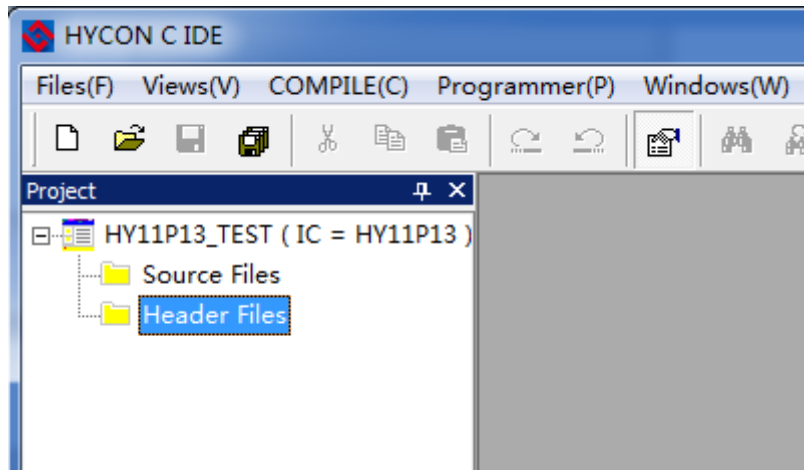 HYCON C IDE
Files(F) Views(V) COMPILE(C) Programmer(P) Windows(W)
Project
HY11P13_TEST ( IC = HY11P13 )
Source Files
Header Files